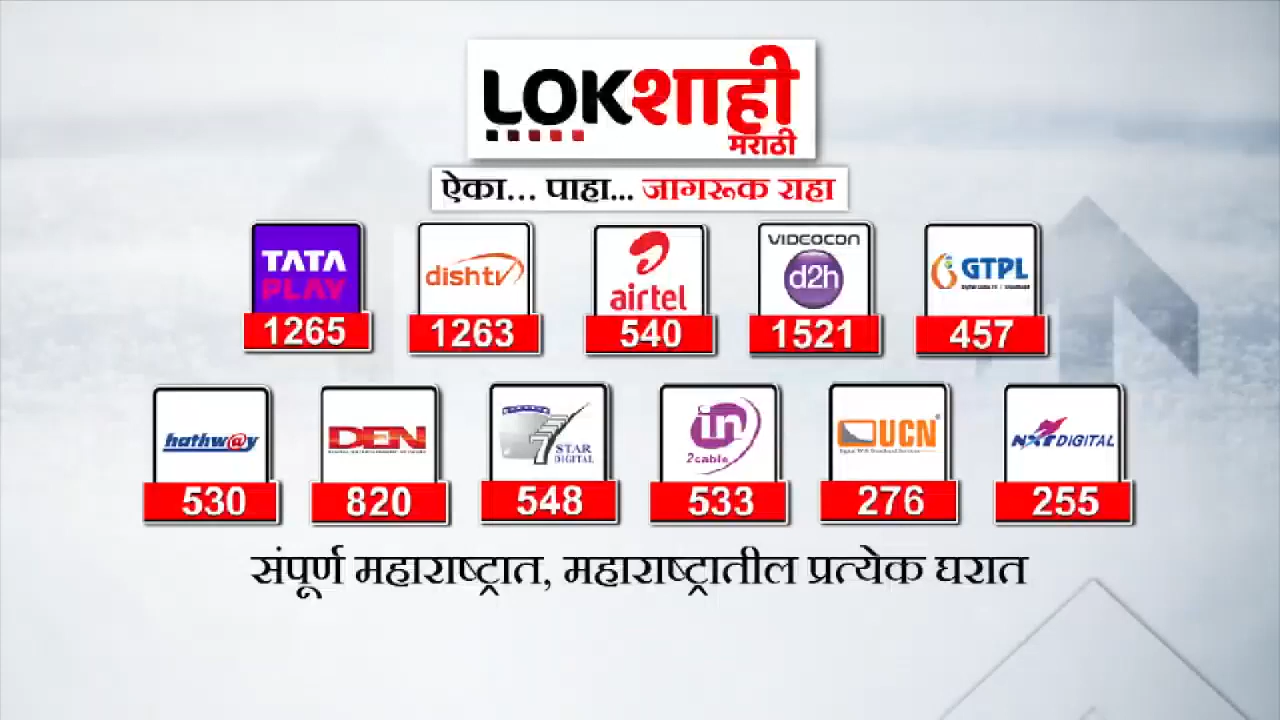 LOKशाही
मराठी
ऐका... पाहा... जागरूक राहा
TATA PLAY
1265
dishtv
1263
airtel
540
VIDEOCON
d2h
1521
GTPL
457
hathw@y
530
DEN
820
7 STAR
DIGITAL
548
in
2cable
533
UCN
276
NXT DIGITAL
255
संपूर्ण महाराष्ट्रात, महाराष्ट्रातील प्रत्येक घरात